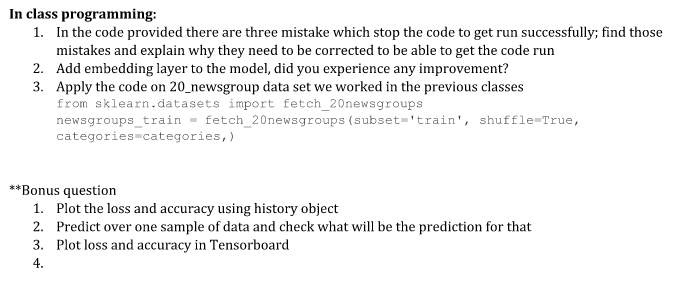 In class programming:
1. In the code provided there are three mistake which stop the code to get run successfully; find those
mistakes and explain why they need to be corrected to be able to get the code run
2. Add embedding layer to the model, did you experience any improvement?
3. Apply the code on 20_newsgroup data set we worked in the previous classes
from sklearn.datasets import fetch_20newsgroups
newsgroups_train = fetch_20newsgroups(subset='train', shuffle=True,
categories=categories,)
**Bonus question
1. Plot the loss and accuracy using history object
2. Predict over one sample of data and check what will be the prediction for that
3. Plot loss and accuracy in Tensorboard
4.